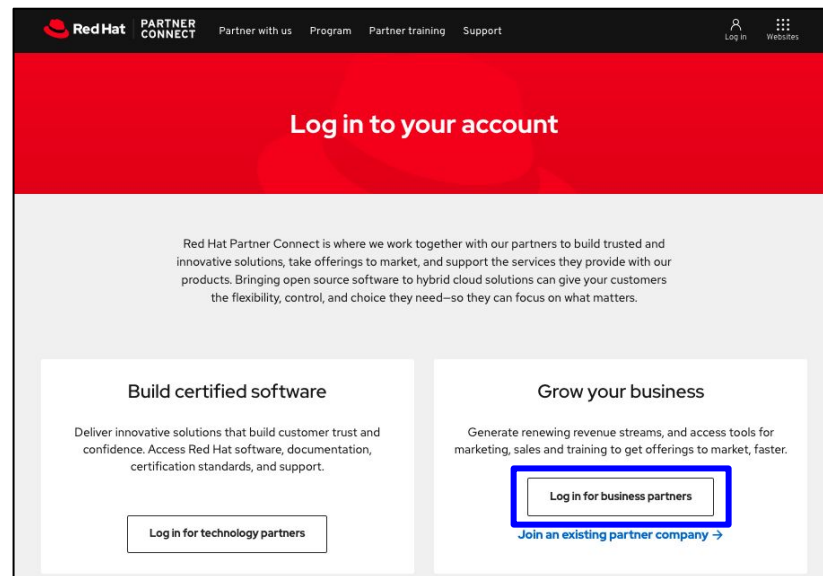 Red Hat
PARTNER
CONNECT
Partner with us Program Partner training Support
Log in
Websites
Log in to your account
Red Hat Partner Connect is where we work together with our partners to build trusted and
innovative solutions, take offerings to market, and support the services they provide with our
products. Bringing open source software to hybrid cloud solutions can give your customers
the flexibility, control, and choice they need—so they can focus on what matters.
Build certified software
Deliver innovative solutions that build customer trust and
confidence. Access Red Hat software, documentation,
certification standards, and support.
Log in for technology partners
Grow your business
Generate renewing revenue streams, and access tools for
marketing, sales and training to get offerings to market, faster.
Log in for business partners
Join an existing partner company →